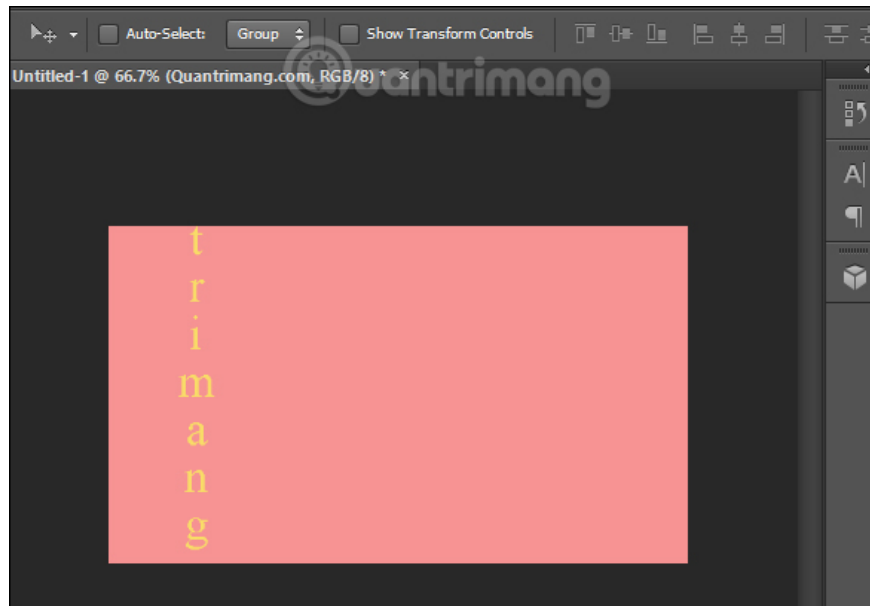 Auto-Select: Group Show Transform Controls
Untitled-1 @ 66.7% (Quantrimang.com, RGB/8) * ×
Quantrimang
A
t
r
i
m
a
n
g